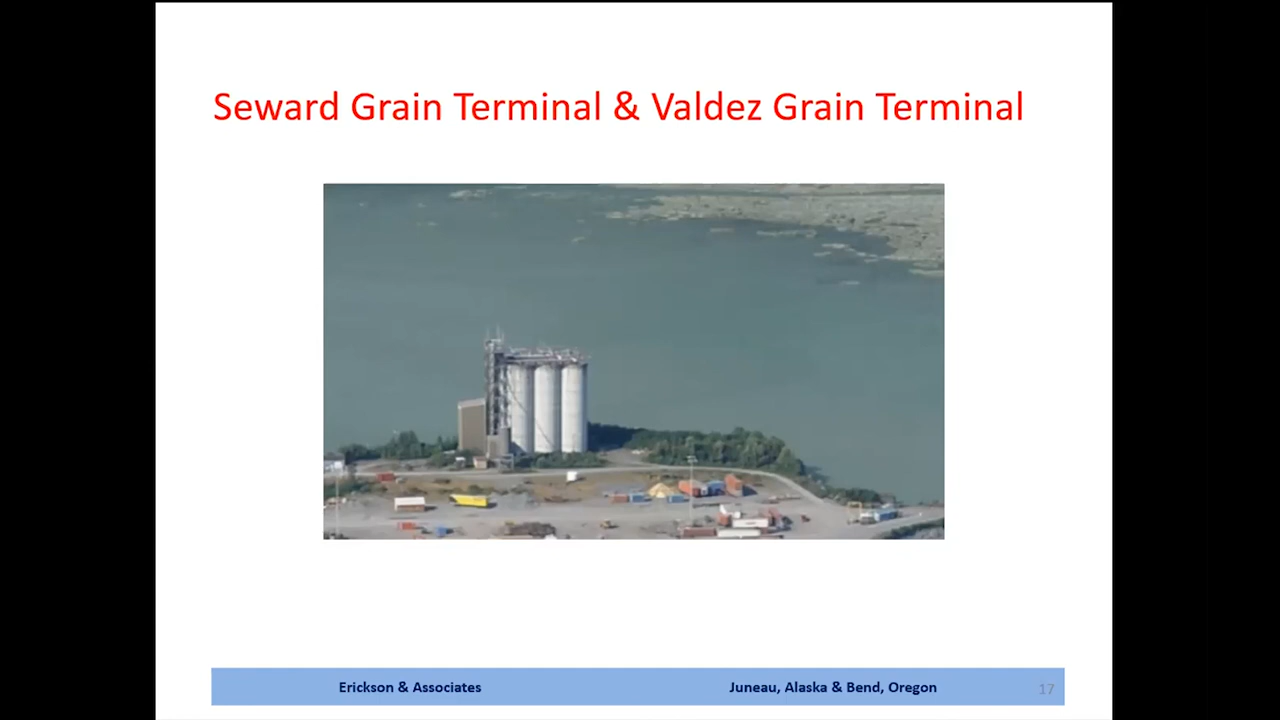 Seward Grain Terminal & Valdez Grain Terminal
Erickson & Associates
Juneau, Alaska & Bend, Oregon
17